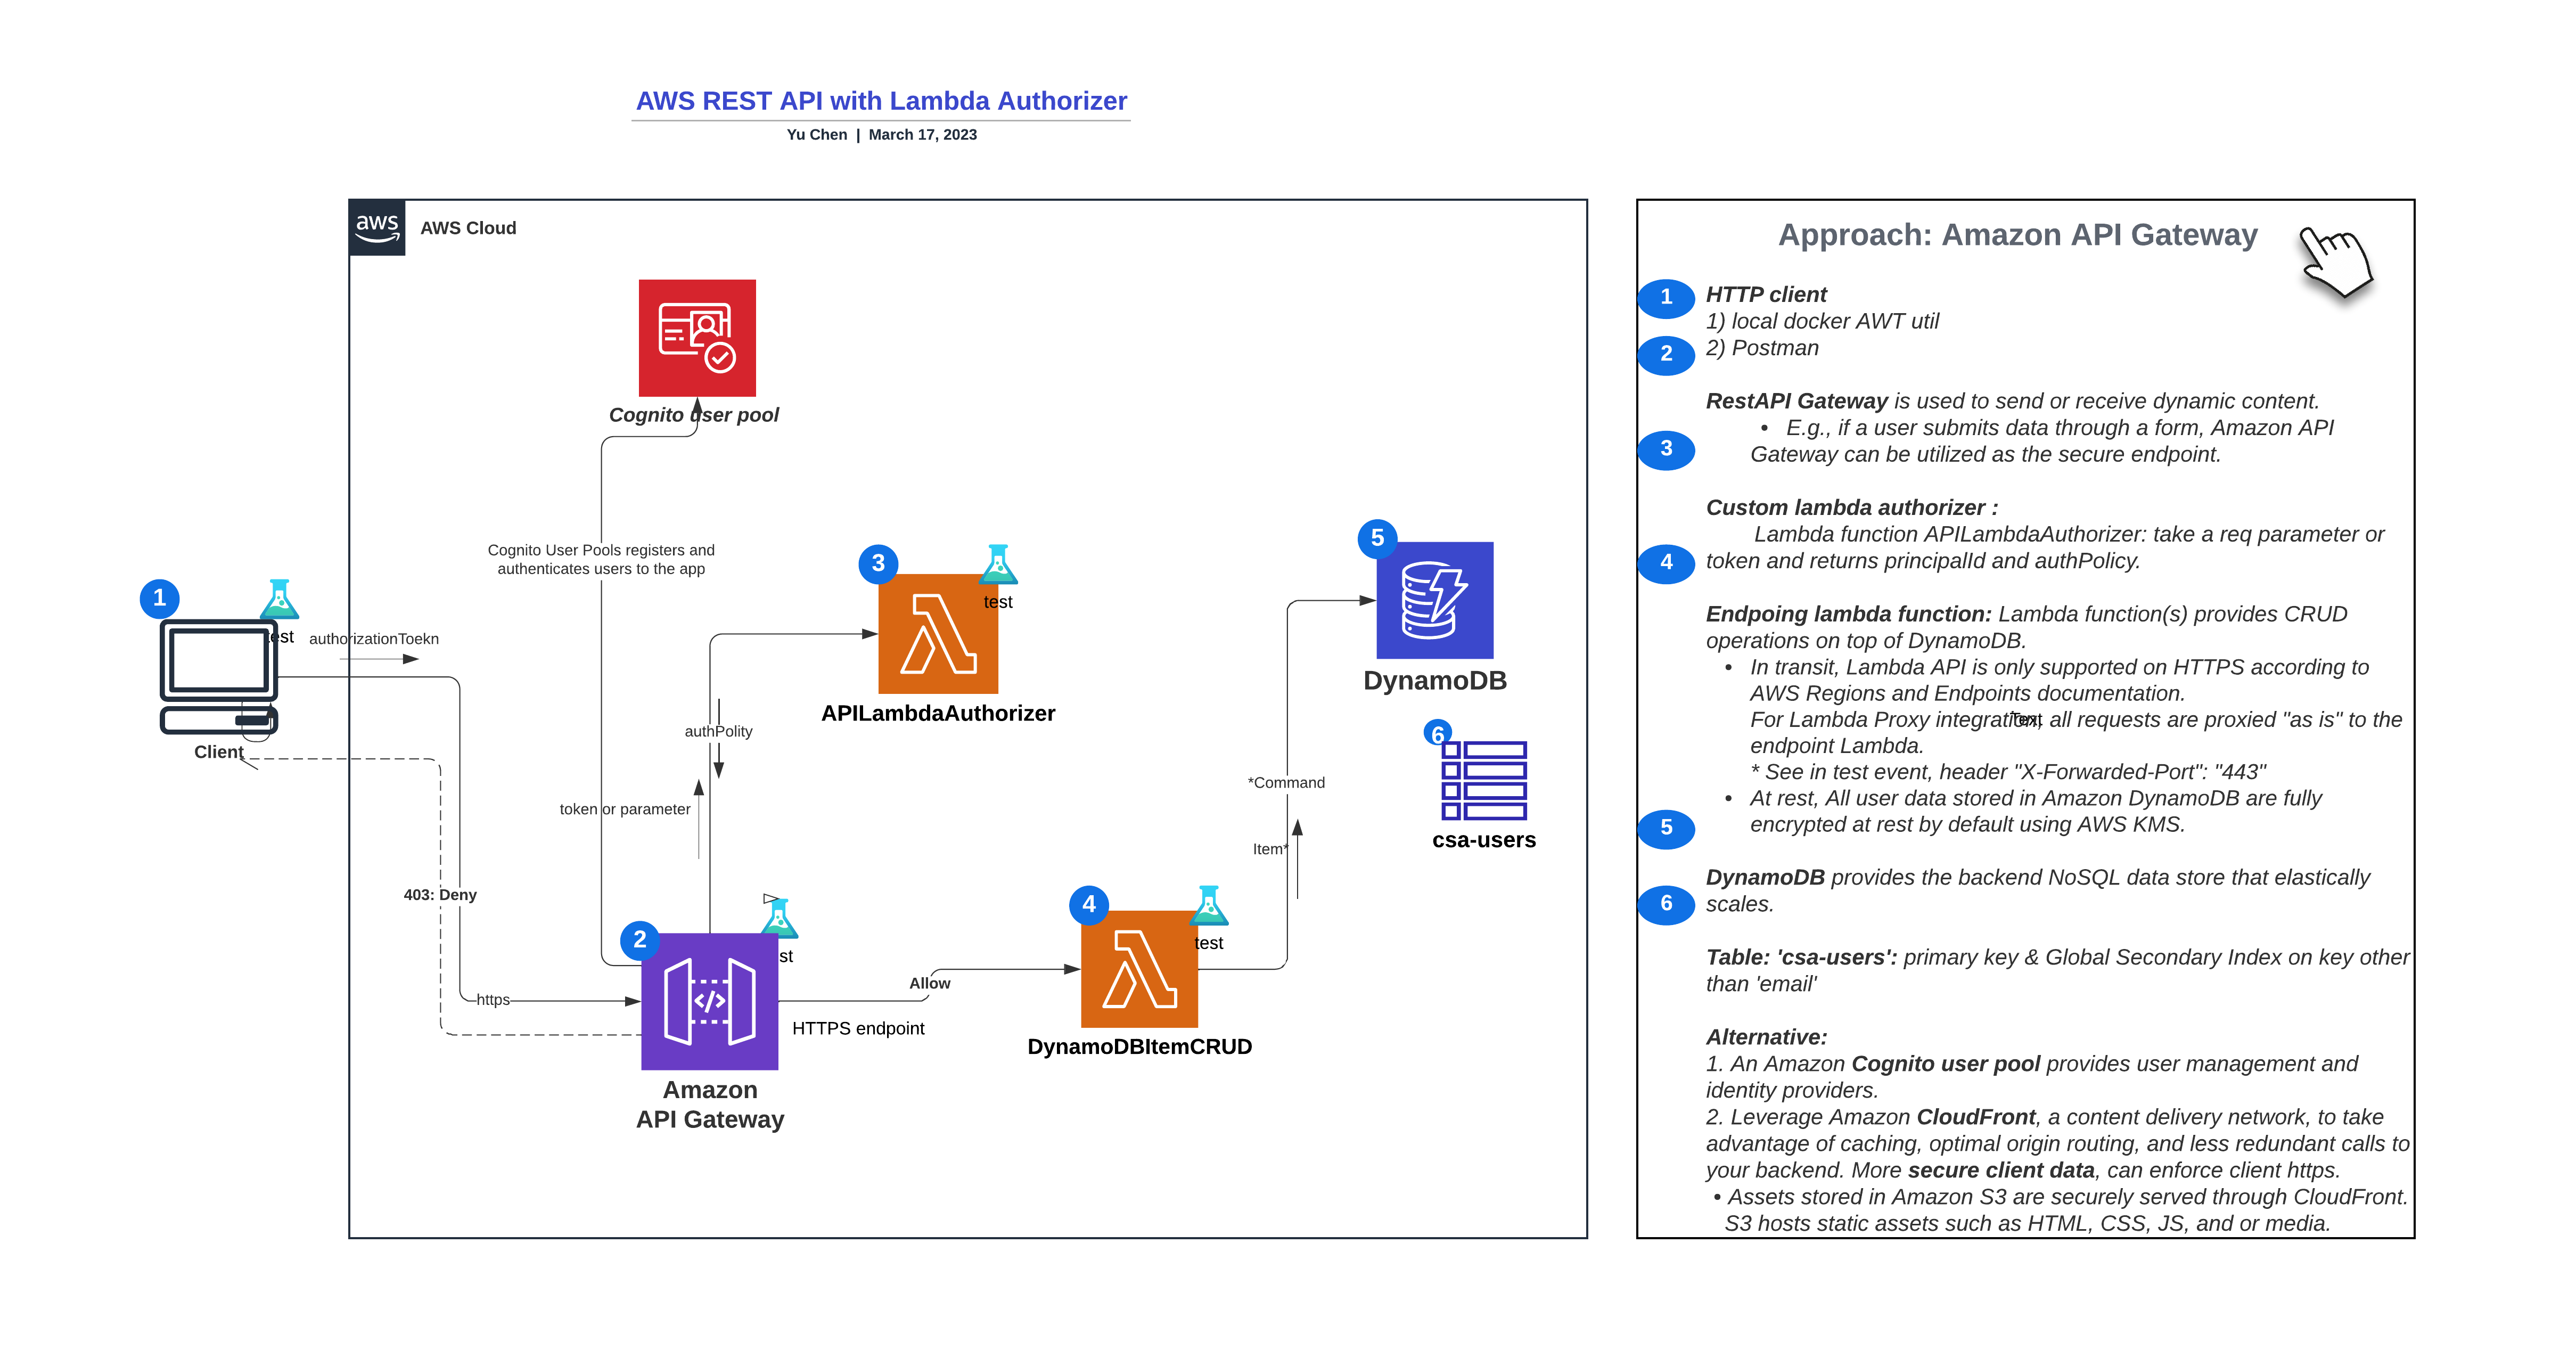 AWS REST API with Lambda Authorizer
Yu Chen | March 17, 2023
aws
AWS Cloud
Cognito user pool
Cognito User Pools registers and
authenticates users to the app
1
test
authorizationToekn
Client
403: Deny
https
token or parameter
authPolity
3
test
APILambdaAuthorizer
2
st
Amazon
API Gateway
Allow
HTTPS endpoint
4
test
DynamoDBItemCRUD
*Command
Item*
5
DynamoDB
6
csa-users
Approach: Amazon API Gateway
1
HTTP client
1) local docker AWT util
2
2) Postman
RestAPI Gateway is used to send or receive dynamic content.
• E.g., if a user submits data through a form, Amazon API
3
Gateway can be utilized as the secure endpoint.
Custom lambda authorizer :
Lambda function APILambdaAuthorizer: take a req parameter or
4
token and returns principalId and authPolicy.
Endpoing lambda function: Lambda function(s) provides CRUD
operations on top of DynamoDB.
• In transit, Lambda API is only supported on HTTPS according to
AWS Regions and Endpoints documentation.
For Lambda Proxy integration, all requests are proxied "as is" to the
Text
endpoint Lambda.
* See in test event, header "X-Forwarded-Port": "443"
• At rest, All user data stored in Amazon DynamoDB are fully
5
encrypted at rest by default using AWS KMS.
DynamoDB provides the backend NoSQL data store that elastically
6
scales.
Table: 'csa-users': primary key & Global Secondary Index on key other
than 'email'
Alternative:
1. An Amazon Cognito user pool provides user management and
identity providers.
2. Leverage Amazon CloudFront, a content delivery network, to take
advantage of caching, optimal origin routing, and less redundant calls to
your backend. More secure client data, can enforce client https.
• Assets stored in Amazon S3 are securely served through CloudFront.
S3 hosts static assets such as HTML, CSS, JS, and or media.